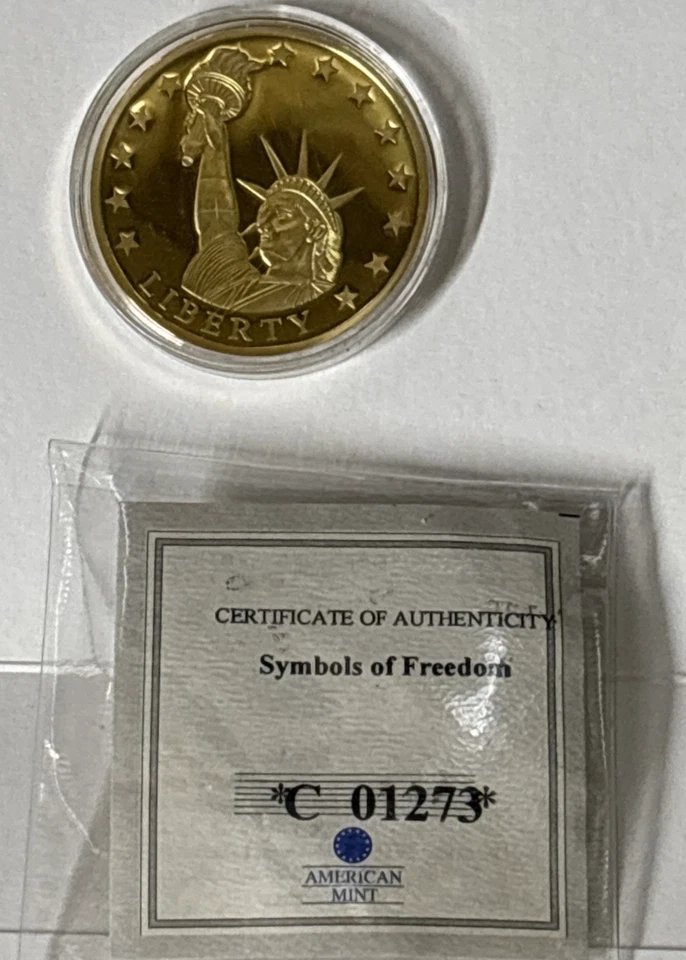 LIBERTY
CERTIFICATE OF AUTHENTICITY
Symbols of Freedom
*C 01273*
AMERICAN
MINT